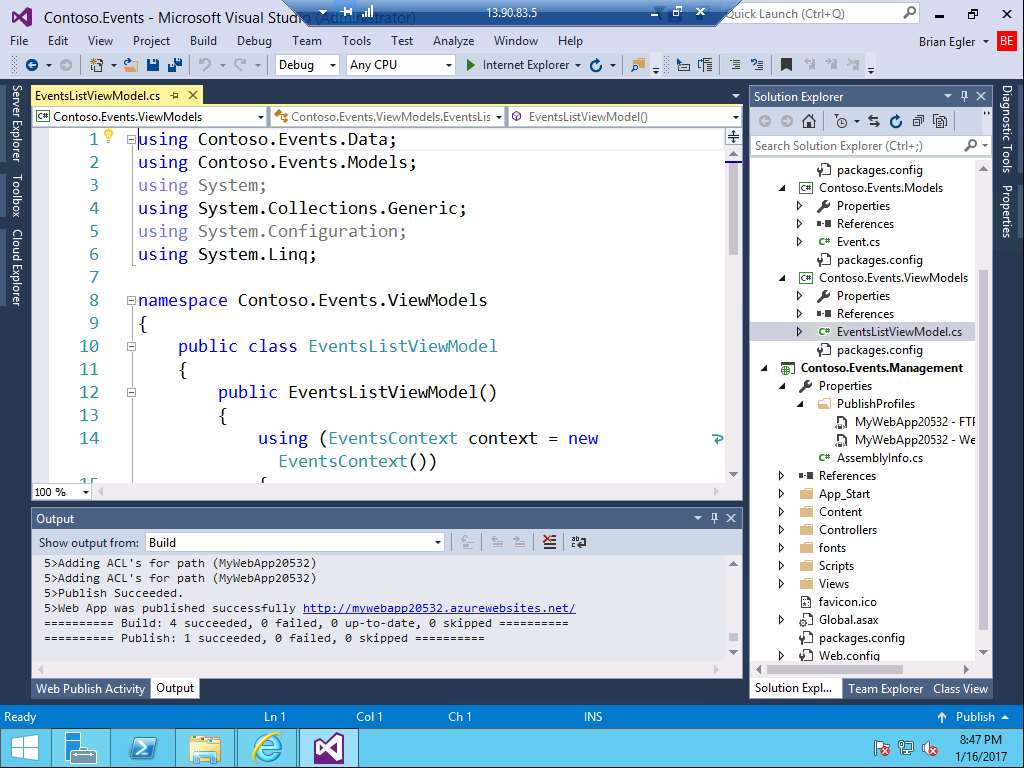 Contoso.Events - Microsoft Visual Studio (Administrator)
13.90.83.5
Quick Launch (Ctrl+Q)
File Edit View Project Build Debug Team Tools Test Analyze Window Help
Brian Egler
BE
Debug Any CPU Internet Explorer
Server Explorer
Toolbox
Cloud Explorer
EventsListViewModel.cs
Contoso.Events.ViewModels Contoso.Events.ViewModels.EventsLis EventsListViewModel()
1 using Contoso.Events.Data;
2 using Contoso.Events.Models;
3 using System;
4 using System.Collections.Generic;
5 using System.Configuration;
6 using System.Linq;
7
8 namespace Contoso.Events.ViewModels
9 {
10 public class EventsListViewModel
11 {
12 public EventsListViewModel()
13 {
14 using (EventsContext context = new
EventsContext())
15 {
100 %
Output
Show output from: Build
5>Adding ACL's for path (MyWebApp20532)
5>Adding ACL's for path (MyWebApp20532)
5>Publish Succeeded.
5>Web App was published successfully http://mywebapp20532.azurewebsites.net/
========== Build: 4 succeeded, 0 failed, 0 up-to-date, 0 skipped ==========
========== Publish: 1 succeeded, 0 failed, 0 skipped ==========
Web Publish Activity Output
Solution Explorer
Search Solution Explorer (Ctrl+;)
packages.config
C# Contoso.Events.Models
Properties
References
C# Event.cs
packages.config
C# Contoso.Events.ViewModels
Properties
References
C# EventsListViewModel.cs
packages.config
Contoso.Events.Management
Properties
PublishProfiles
MyWebApp20532 - FTP
MyWebApp20532 - We
C# AssemblyInfo.cs
References
App_Start
Content
Controllers
fonts
Scripts
Views
favicon.ico
Global.asax
packages.config
Web.config
Solution Expl... Team Explorer Class View
Diagnostic Tools
Properties
Ready Ln 1 Col 1 Ch 1 INS Publish
8:47 PM
1/16/2017